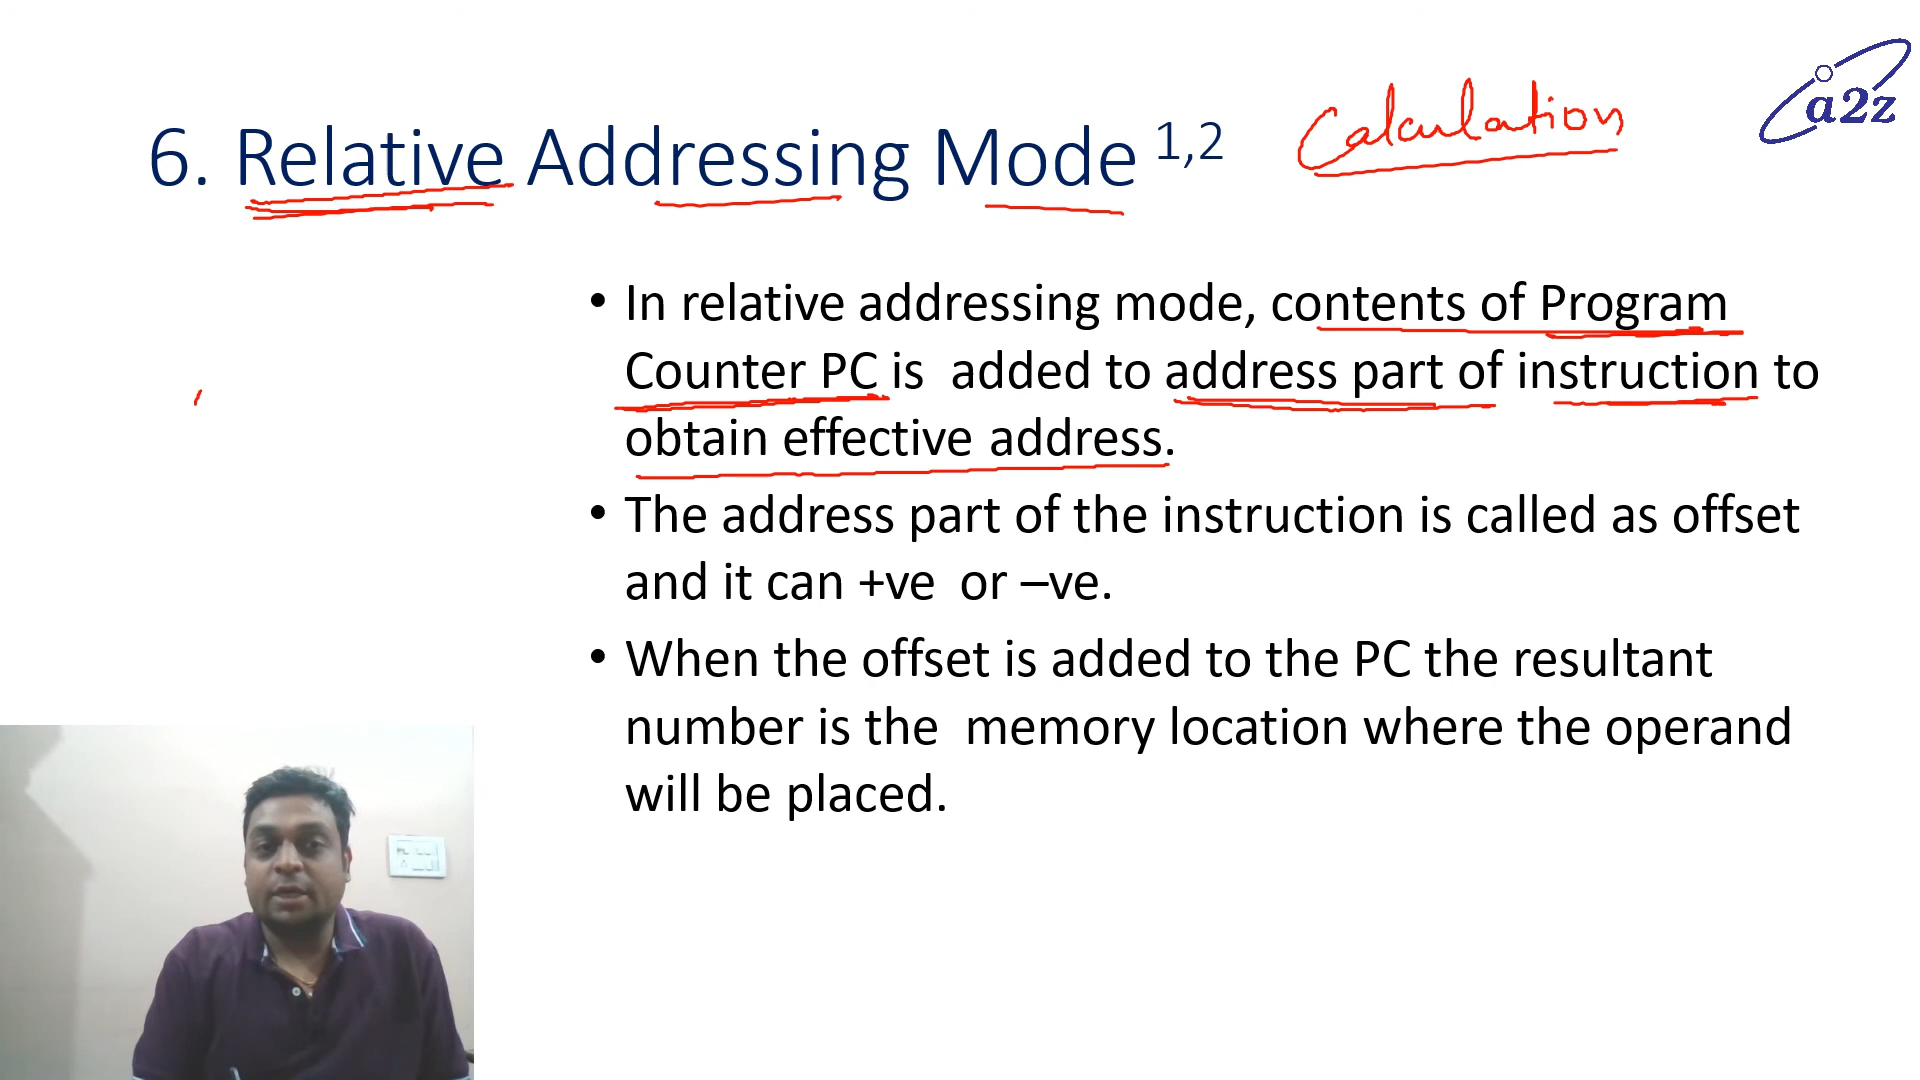 6. Relative Addressing Mode 1,2
Calculation
a2z
• In relative addressing mode, contents of Program
Counter PC is added to address part of instruction to
obtain effective address.
• The address part of the instruction is called as offset
and it can +ve or –ve.
• When the offset is added to the PC the resultant
number is the memory location where the operand
will be placed.